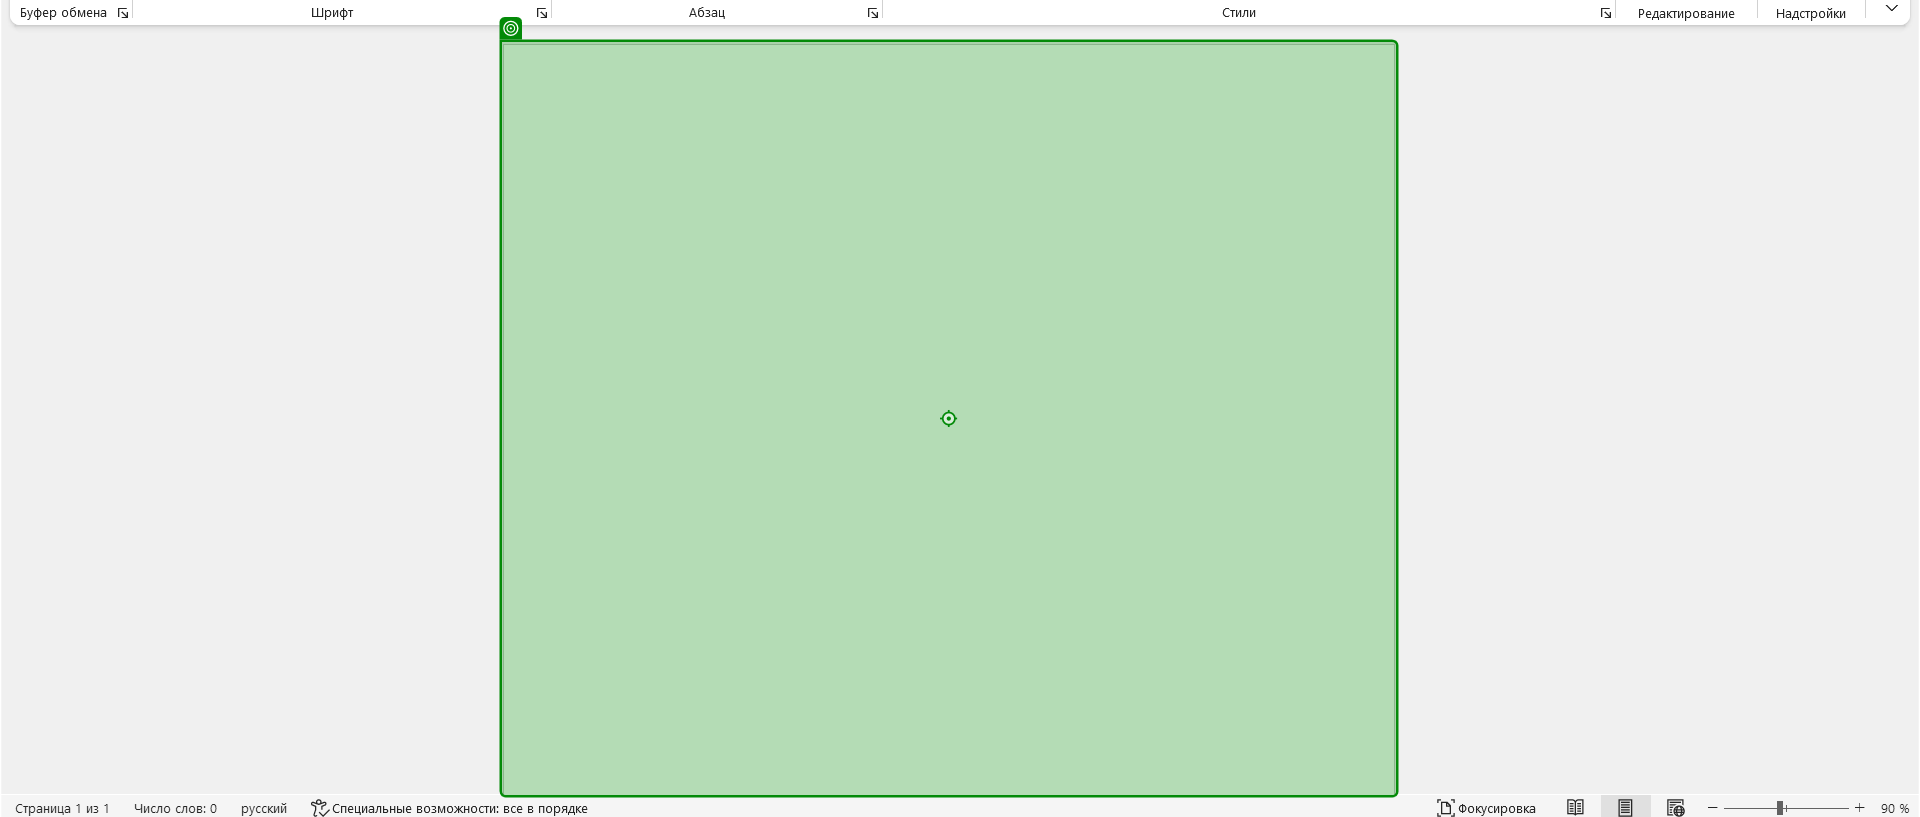 Буфер обмена Шрифт Абзац Стили Редактирование Надстройки
Страница 1 из 1 Число слов: 0 русский Специальные возможности: все в порядке Фокусировка 90 %